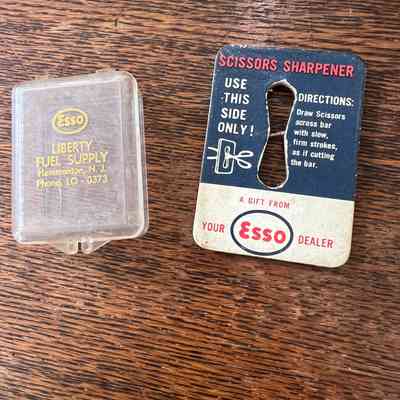 Esso
LIBERTY
FUEL SUPPLY
Hammonton, N. J.
Phone, LO - 0373
SCISSORS SHARPENER
USE
THIS
SIDE
ONLY!
DIRECTIONS:
Draw Scissors
across bar
with slow,
firm strokes,
as if cutting
the bar.
A GIFT FROM
YOUR Esso DEALER